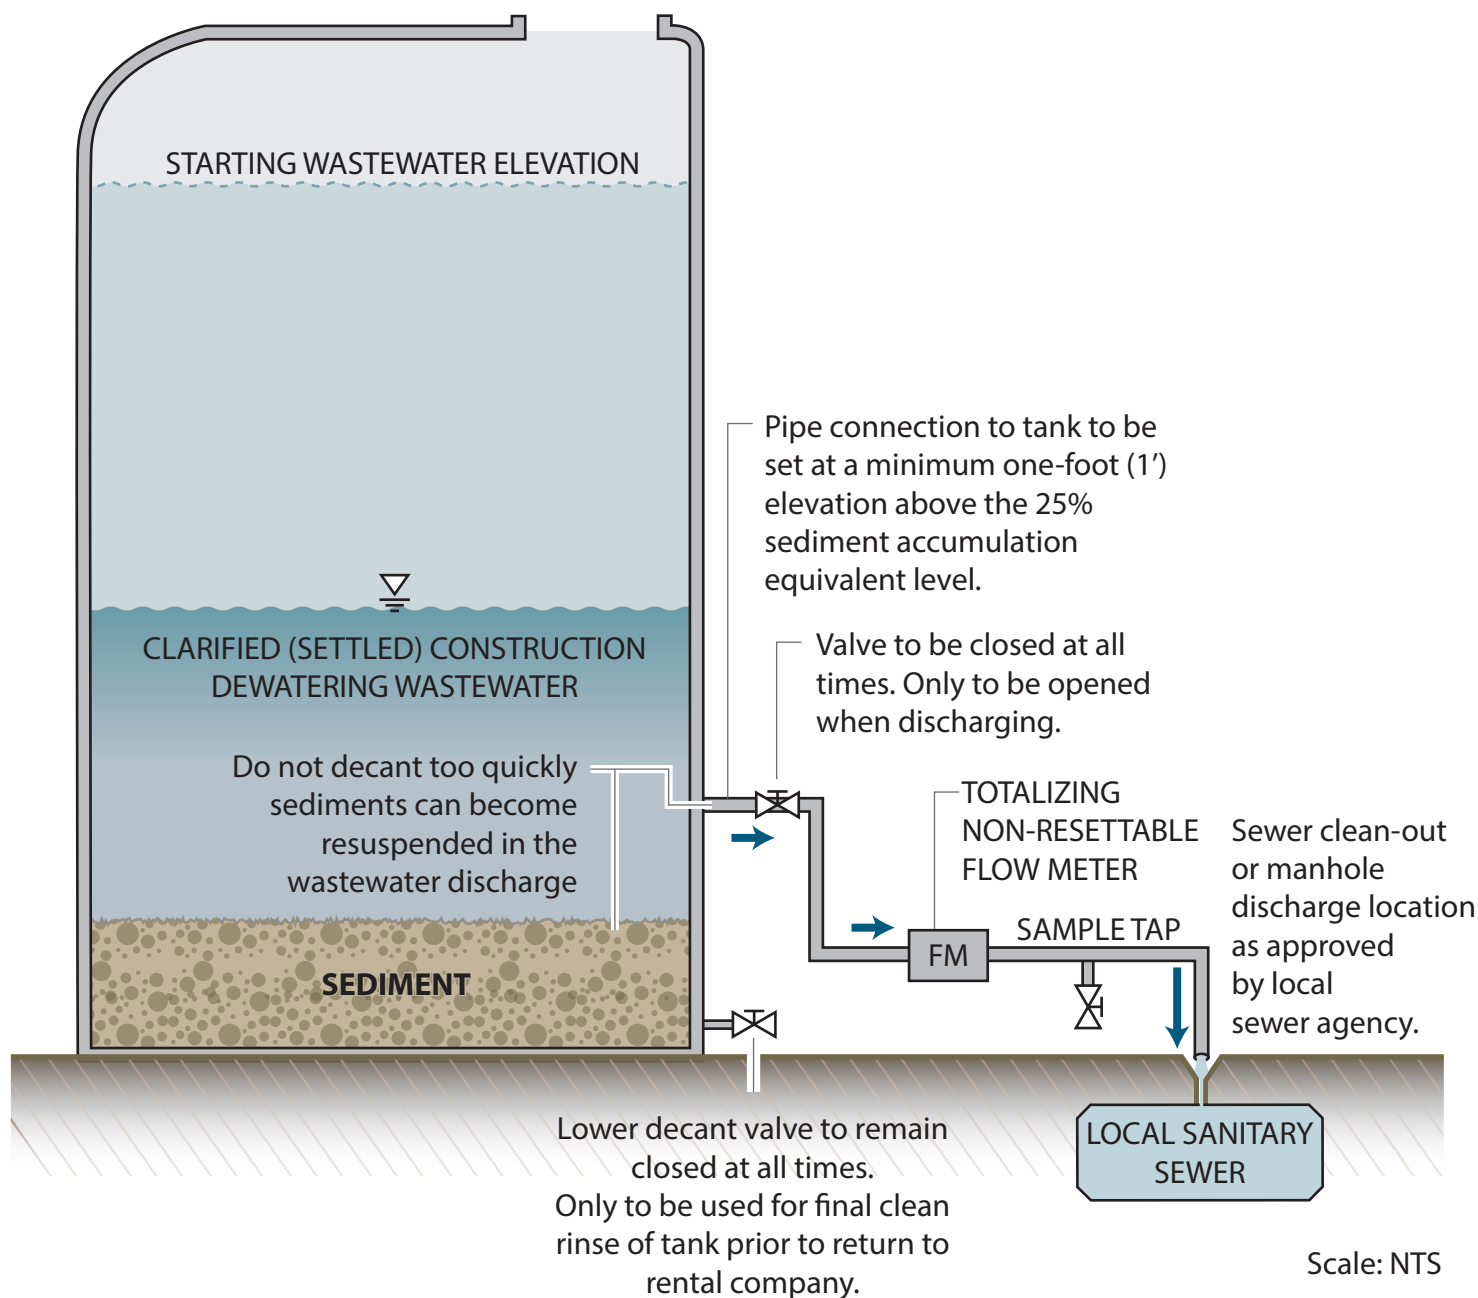 STARTING WASTEWATER ELEVATION
Pipe connection to tank to be
set at a minimum one-foot (1’)
elevation above the 25%
sediment accumulation
equivalent level.
CLARIFIED (SETTLED) CONSTRUCTION
DEWATERING WASTEWATER
Valve to be closed at all
times. Only to be opened
when discharging.
Do not decant too quickly
sediments can become
resuspended in the
wastewater discharge
TOTALIZING
NON-RESETTABLE
FLOW METER
Sewer clean-out
or manhole
discharge location
as approved
by local
sewer agency.
FM
SAMPLE TAP
SEDIMENT
Lower decant valve to remain
closed at all times.
Only to be used for final clean
rinse of tank prior to return to
rental company.
LOCAL SANITARY
SEWER
Scale: NTS